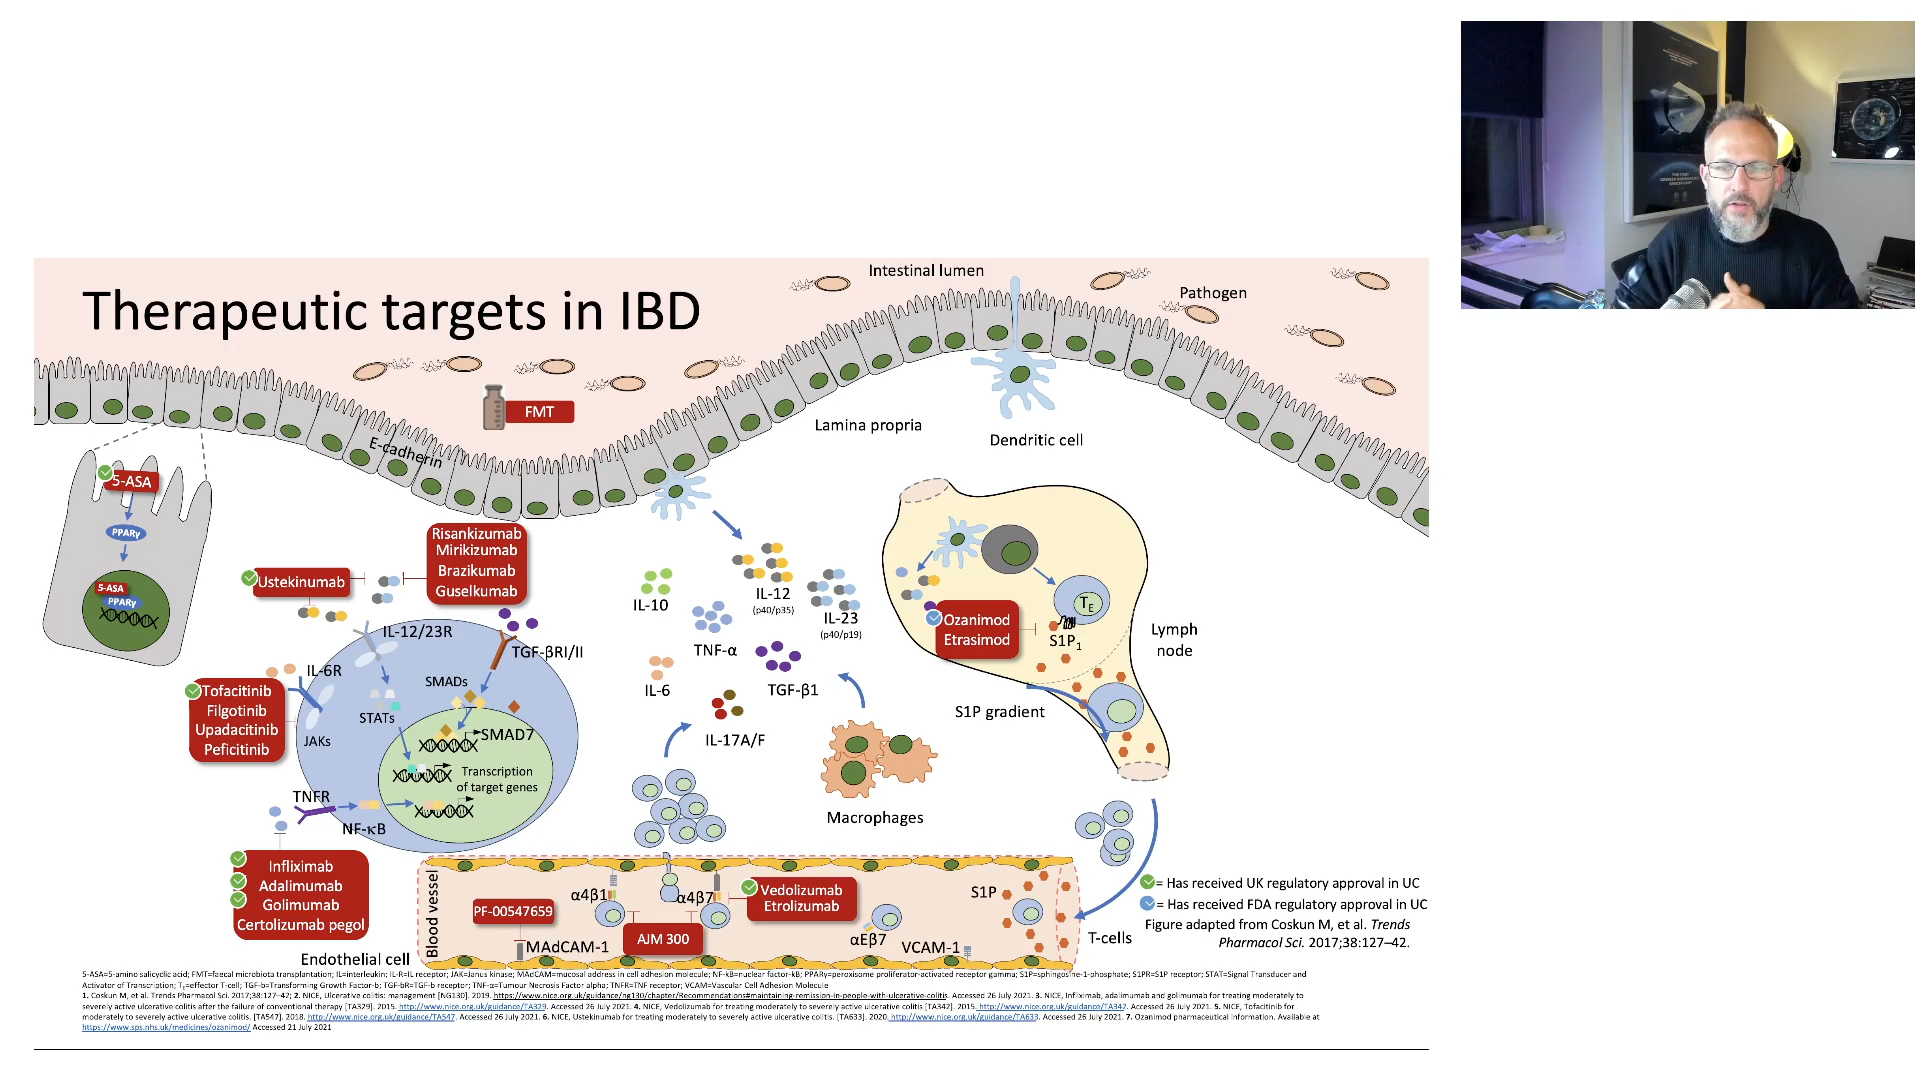 Therapeutic targets in IBD
Intestinal lumen
Pathogen
FMT
E-cadherin
Lamina propria
Dendritic cell
5-ASA
PPARγ
5-ASA
PPARγ
Risankizumab
Mirikizumab
Brazikumab
Guselkumab
Ustekinumab
IL-12/23R
TGF-βRI/II
IL-6R
SMADs
Tofacitinib
Filgotinib
Upadacitinib
Peficitinib
STATs
JAKs
SMAD7
Transcription
of target genes
TNFR
NF-κB
Infliximab
Adalimumab
Golimumab
Certolizumab pegol
IL-10
IL-12
(p40/p35)
IL-23
(p40/p19)
TNF-α
IL-6
TGF-β1
IL-17A/F
Macrophages
Ozanimod
Etrasimod
TE
S1P1
Lymph
node
S1P gradient
Blood vessel
Endothelial cell
PF-00547659
MAdCAM-1
α4β1
α4β7
AJM 300
Vedolizumab
Etrolizumab
αEβ7
VCAM-1
S1P
T-cells
= Has received UK regulatory approval in UC
= Has received FDA regulatory approval in UC
Figure adapted from Coskun M, et al. Trends
Pharmacol Sci. 2017;38:127–42.
5-ASA=5-amino salicyclic acid; FMT=faecal microbiota transplantation; IL=interleukin; IL-R=IL receptor; JAK=Janus kinase; MAdCAM=mucosal address in cell adhesion molecule; NF-kB=nuclear factor-kB; PPARγ=peroxisome proliferator-activated receptor gamma; S1P=sphingosine-1-phosphate; S1PR=S1P receptor; STAT=Signal Transducer and
Activator of Transcription; TE=effector T-cell; TGF-b=Transforming Growth Factor-b; TGF-bR=TGF-b receptor; TNF-α=Tumour Necrosis Factor alpha; TNFR=TNF receptor; VCAM=Vascular Cell Adhesion Molecule
1. Coskun M, et al. Trends Pharmacol Sci. 2017;38:127–42; 2. NICE, Ulcerative colitis: management [NG130]. 2019. https://www.nice.org.uk/guidance/ng130/chapter/Recommendations#maintaining-remission-in-people-with-ulcerative-colitis. Accessed 26 July 2021. 3. NICE, Infliximab, adalimumab and golimumab for treating moderately to
severely active ulcerative colitis after the failure of conventional therapy [TA329]. 2015. http://www.nice.org.uk/guidance/TA329. Accessed 26 July 2021. 4. NICE, Vedolizumab for treating moderately to severely active ulcerative colitis [TA342]. 2015. http://www.nice.org.uk/guidance/TA342. Accessed 26 July 2021. 5. NICE, Tofacitinib for
moderately to severely active ulcerative colitis. [TA547]. 2018. http://www.nice.org.uk/guidance/TA547. Accessed 26 July 2021. 6. NICE, Ustekinumab for treating moderately to severely active ulcerative colitis. [TA633]. 2020. http://www.nice.org.uk/guidance/TA633. Accessed 26 July 2021. 7. Ozanimod pharmaceutical information. Available at
https://www.sps.nhs.uk/medicines/ozanimod/ Accessed 21 July 2021